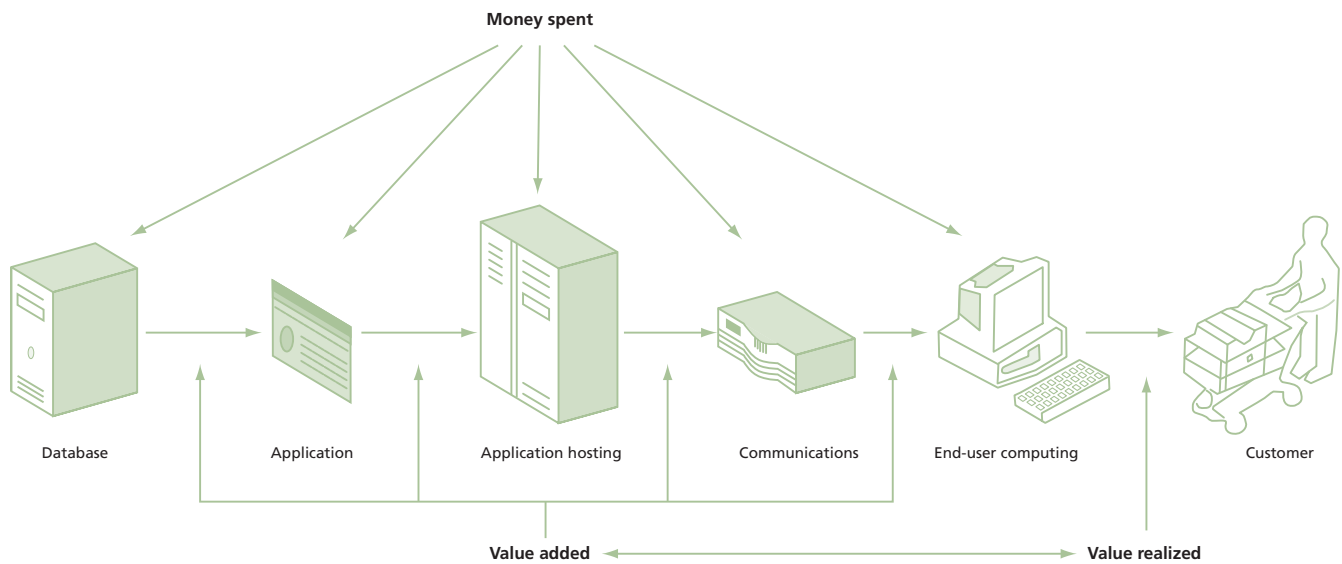 Money spent
Database
Application
Application hosting
Communications
End-user computing
Customer
Value added
Value realized